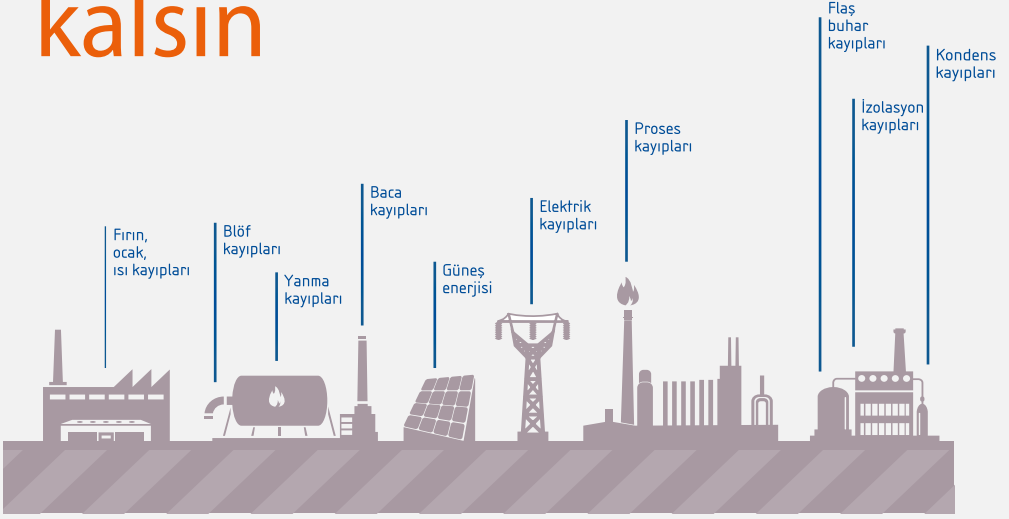 kalsın
Fırın,
ocak,
ısı kayıpları
Blöf
kayıpları
Yanma
kayıpları
Baca
kayıpları
Güneş
enerjisi
Elektrik
kayıpları
Proses
kayıpları
Flaş
buhar
kayıpları
İzolasyon
kayıpları
Kondens
kayıpları